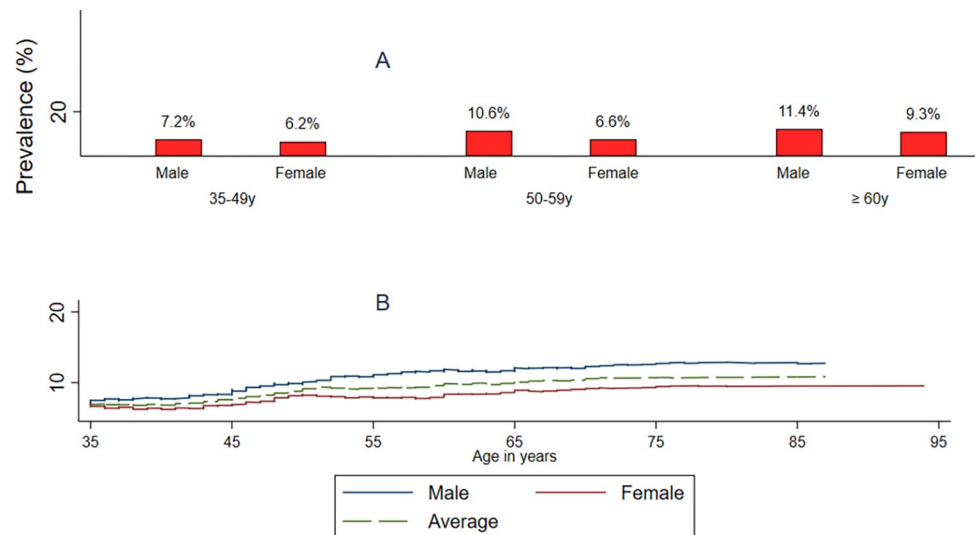 Prevalence (%)
A
20
7.2% 6.2% 10.6% 6.6% 11.4% 9.3%
Male Female Male Female Male Female
35-49y 50-59y ≥ 60y
B
20
10
35 45 55 65 75 85 95
Age in years
Male Female
Average